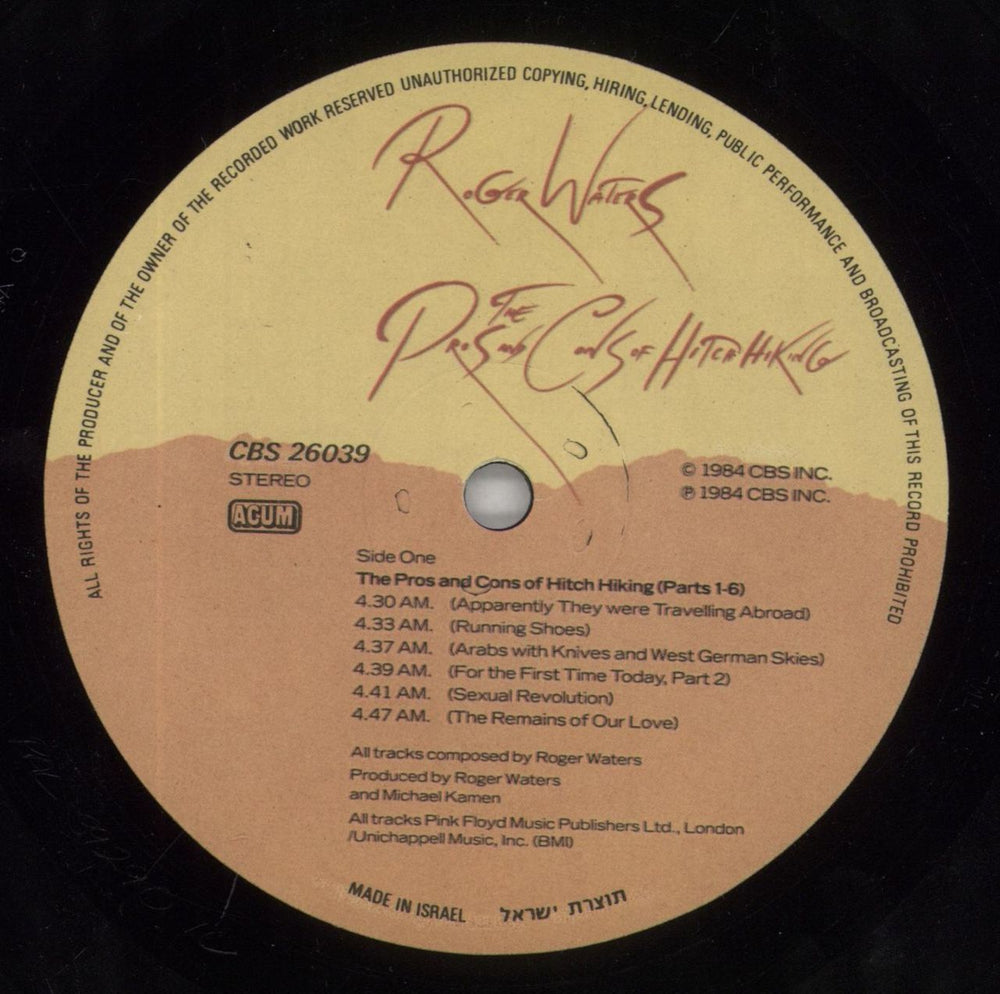 ALL RIGHTS OF THE PRODUCER AND OF THE OWNER OF THE RECORDED WORK RESERVED UNAUTHORIZED COPYING, HIRING, LENDING, PUBLIC PERFORMANCE AND BROADCASTING OF THIS RECORD PROHIBITED
ROGER WATERS
THE
PROS AND CONS OF HITCH HIKING
CBS 26039
STEREO
ACUM
© 1984 CBS INC.
℗ 1984 CBS INC.
Side One
The Pros and Cons of Hitch Hiking (Parts 1-6)
4.30 AM. (Apparently They were Travelling Abroad)
4.33 AM. (Running Shoes)
4.37 AM. (Arabs with Knives and West German Skies)
4.39 AM. (For the First Time Today, Part 2)
4.41 AM. (Sexual Revolution)
4.47 AM. (The Remains of Our Love)
All tracks composed by Roger Waters
Produced by Roger Waters
and Michael Kamen
All tracks Pink Floyd Music Publishers Ltd., London
/Unichappell Music, Inc. (BMI)
MADE IN ISRAEL תוצרת ישראל